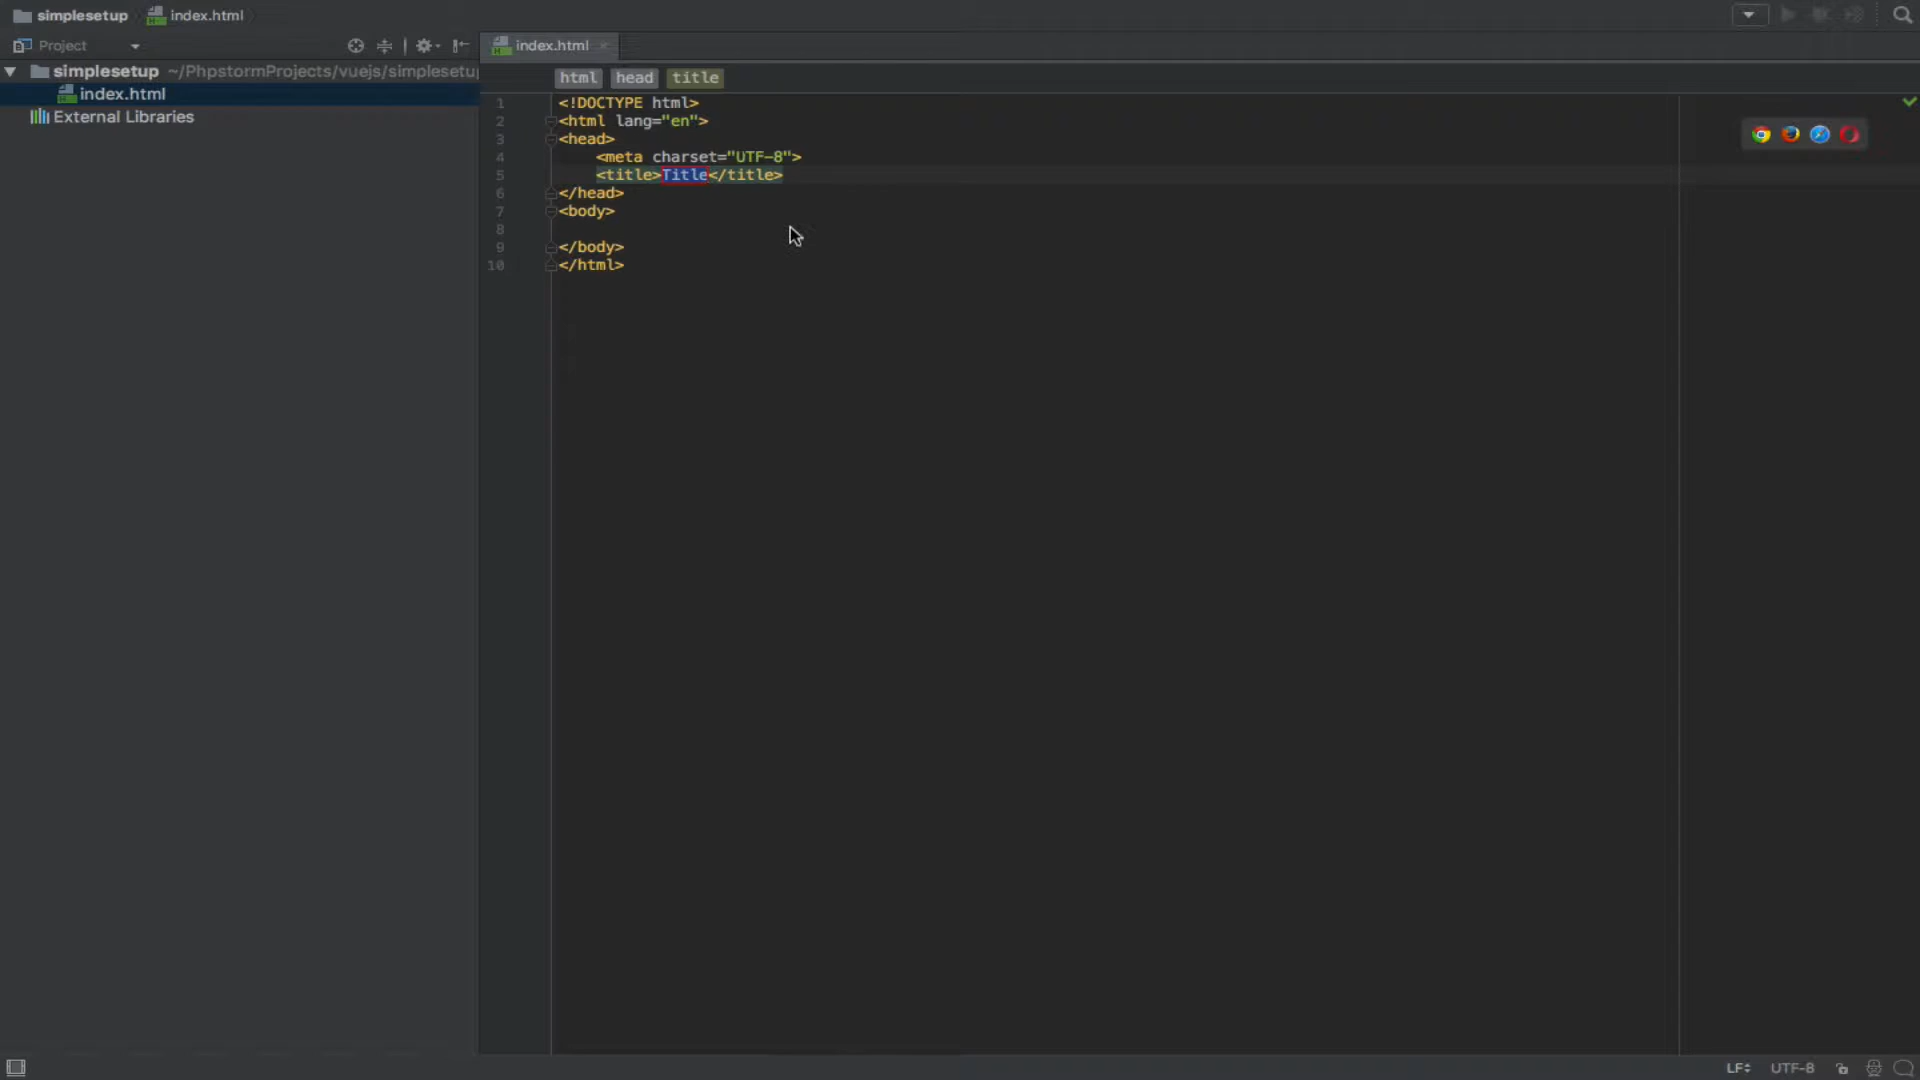 simplesetup index.html
Project
index.html
simplesetup ~/PhpstormProjects/vuejs/simplesetu
index.html
External Libraries
html head title
1 <!DOCTYPE html>
2 <html lang="en">
3 <head>
4 <meta charset="UTF-8">
5 <title>Title</title>
6 </head>
7 <body>
8
9 </body>
10 </html>
LF UTF-8